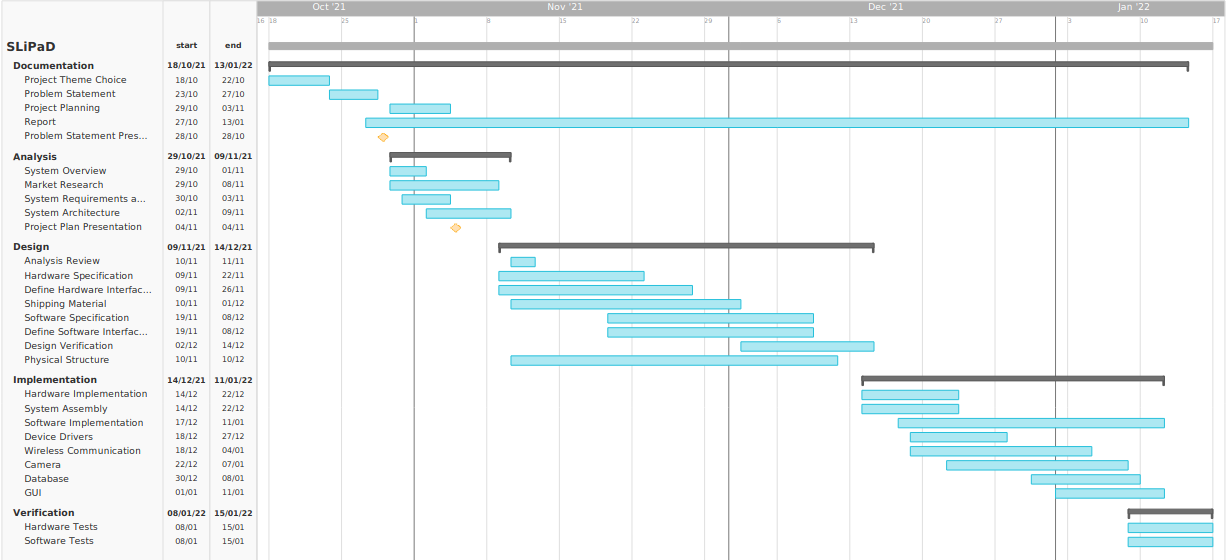 Oct '21 Nov '21 Dec '21 Jan '22
16 18 25 1 8 15 22 29 13 20 27 3 10 17
SLiPaD start end
Documentation 18/10/21 13/01/22
Project Theme Choice 18/10 22/10
Problem Statement 23/10 27/10
Project Planning 29/10 03/11
Report 27/10 13/01
Problem Statement Pres... 28/10 28/10
Analysis 29/10/21 09/11/21
System Overview 29/10 01/11
Market Research 29/10 08/11
System Requirements a... 30/10 03/11
System Architecture 02/11 09/11
Project Plan Presentation 04/11 04/11
Design 09/11/21 14/12/21
Analysis Review 10/11 11/11
Hardware Specification 09/11 22/11
Define Hardware Interfac... 09/11 26/11
Shipping Material 10/11 01/12
Software Specification 19/11 08/12
Define Software Interfac... 19/11 08/12
Design Verification 02/12 14/12
Physical Structure 10/11 10/12
Implementation 14/12/21 11/01/22
Hardware Implementation 14/12 22/12
System Assembly 14/12 22/12
Software Implementation 17/12 11/01
Device Drivers 18/12 27/12
Wireless Communication 18/12 04/01
Camera 22/12 07/01
Database 30/12 08/01
GUI 01/01 11/01
Verification 08/01/22 15/01/22
Hardware Tests 08/01 15/01
Software Tests 08/01 15/01